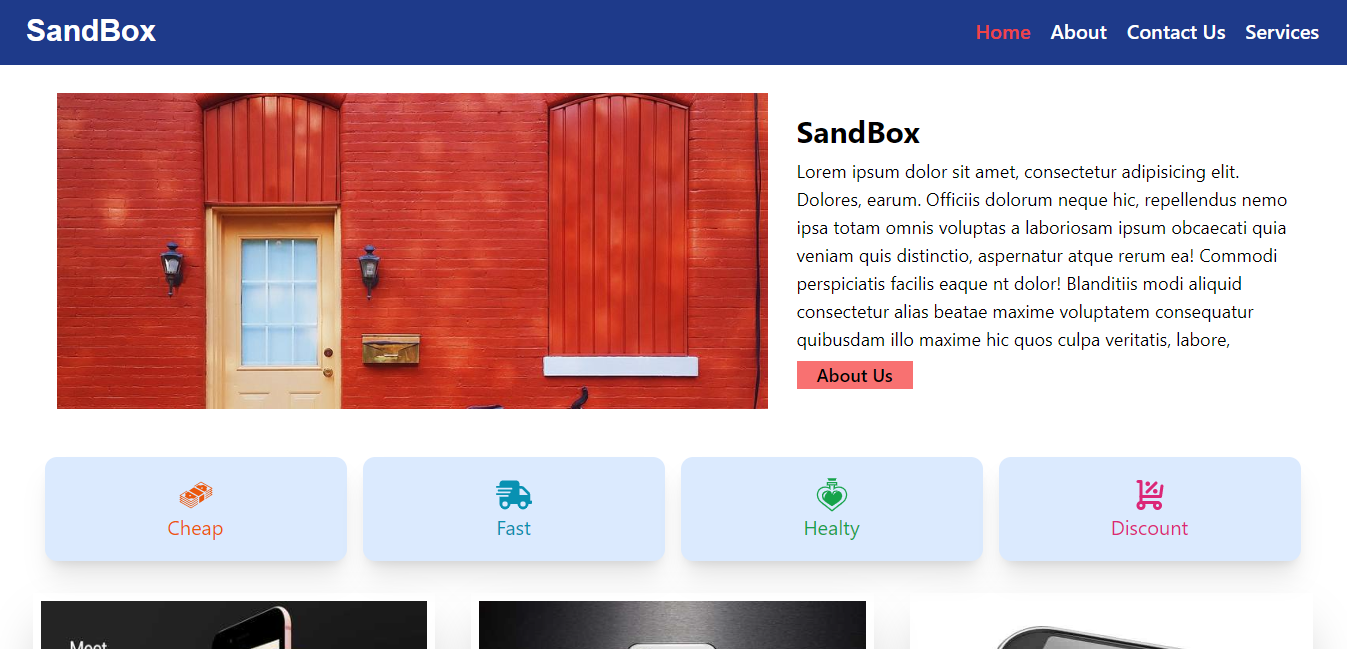 SandBox
Home About Contact Us Services
SandBox
Lorem ipsum dolor sit amet, consectetur adipisicing elit.
Dolores, earum. Officiis dolorum neque hic, repellendus nemo
ipsa totam omnis voluptas a laboriosam ipsum obcaecati quia
veniam quis distinctio, aspernatur atque rerum ea! Commodi
perspiciatis facilis eaque nt dolor! Blanditiis modi aliquid
consectetur alias beatae maxime voluptatem consequatur
quibusdam illo maxime hic quos culpa veritatis, labore,
About Us
Cheap
Fast
Healty
Discount
Meet